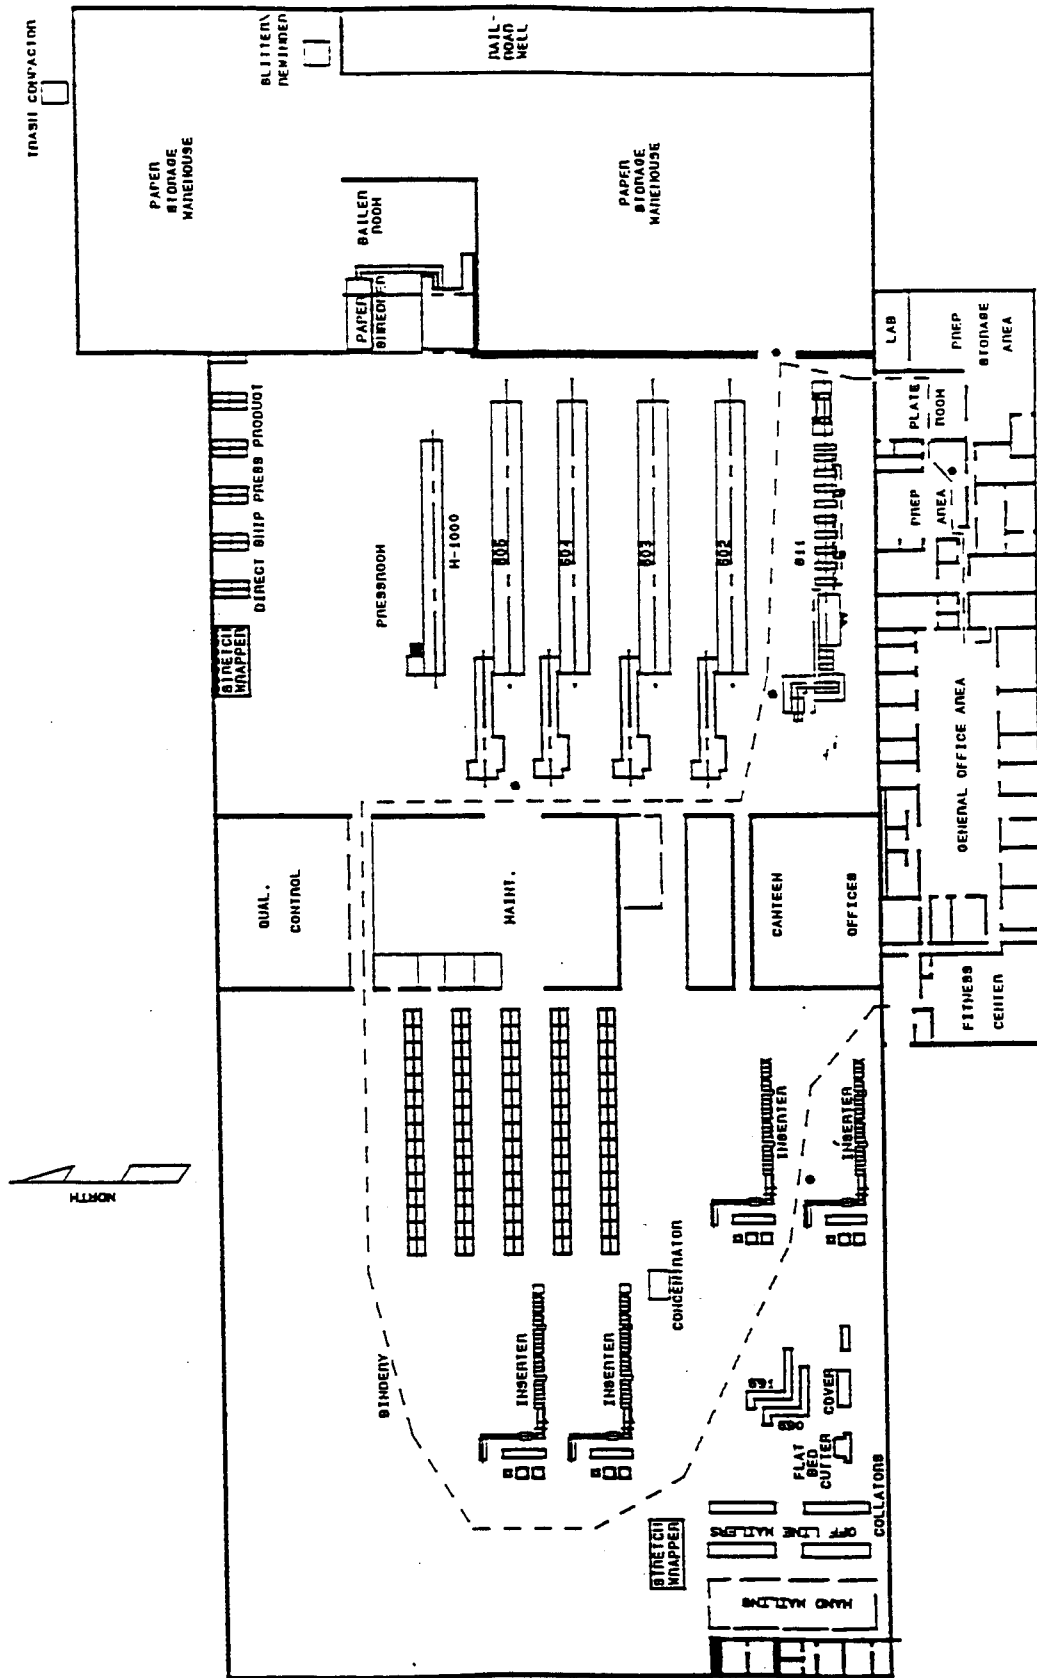 TRASH COMPACTOR
SLITTER/
REWINDER
RAIL-
ROAD
WELL
PAPER
STORAGE
WAREHOUSE
BAILER
ROOM
PAPER
SHREDDER
PAPER
STORAGE
WAREHOUSE
LAB
PREP
STORAGE
AREA
PLATE
ROOM
PREP
AREA
DIRECT SHIP PRESS PRODUCT
STRETCH
WRAPPER
PRESSROOM
M-1000
604
603
602
611
GENERAL OFFICE AREA
QUAL.
CONTROL
MAINT.
CANTEEN
OFFICES
FITNESS
CENTER
NORTH
BINDERY
INSERTER
INSERTER
INSERTER
INSERTER
CONCENTRATOR
691
690
COVER
FLAT
BED
CUTTER
COLLATORS
OFF LINE MAILERS
STRETCH
WRAPPER
HAND MAILING